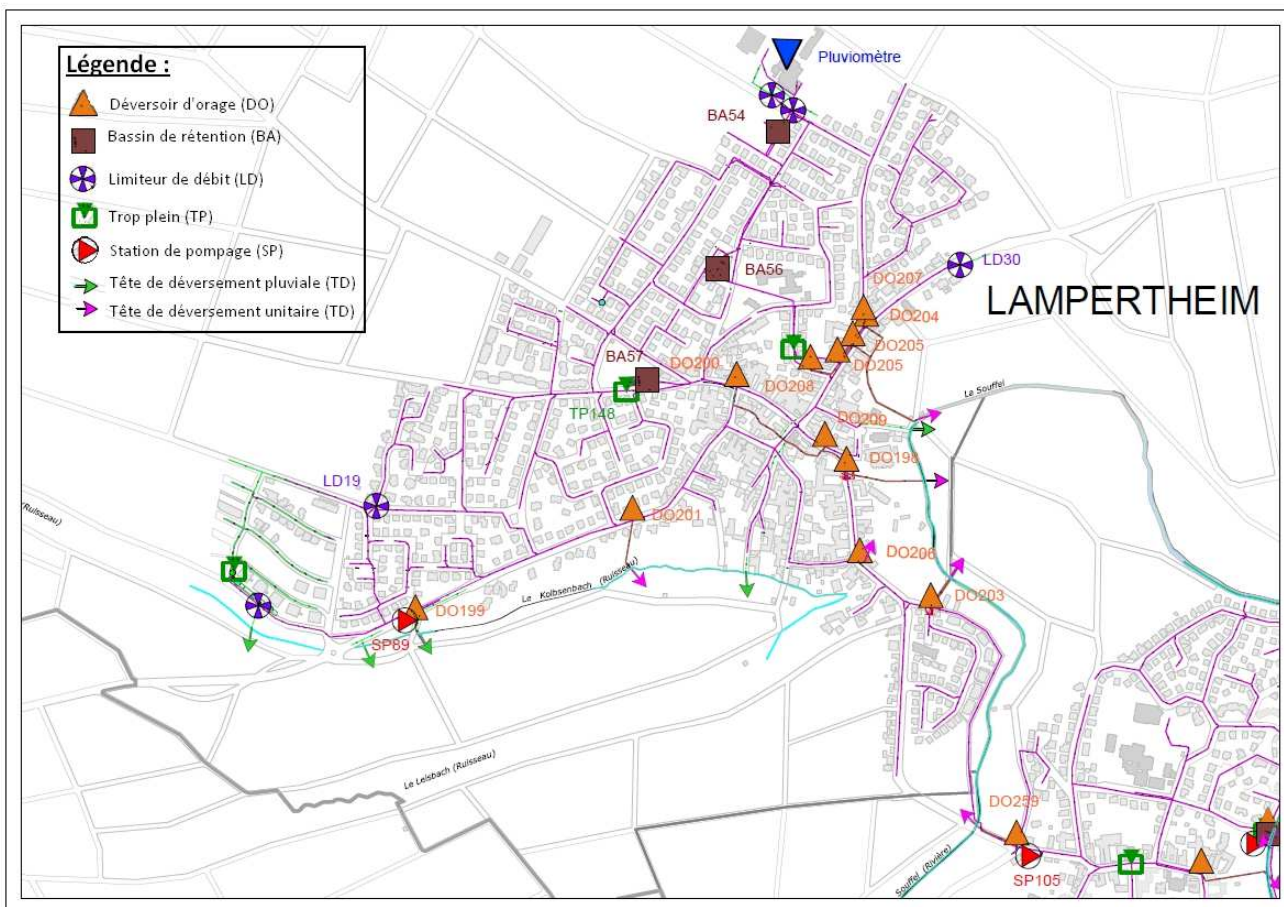 Légende :
Déversoir d'orage (DO)
Bassin de rétention (BA)
Limiteur de débit (LD)
Trop plein (TP)
Station de pompage (SP)
Tête de déversement pluviale (TD)
Tête de déversement unitaire (TD)
Pluviomètre
BA54
BA56
LD30
DO207
LAMPERTHEIM
DO204
DO205
DO205
BA57
DO200
DO208
Le Souffel
TP148
DO209
DO198
LD19
DO201
(Ruisseau)
DO206
Le Kolbsenbach (Ruisseau)
DO203
DO199
SP89
Le Leisbach (Ruisseau)
DO259
Souffel (Rivière)
SP105